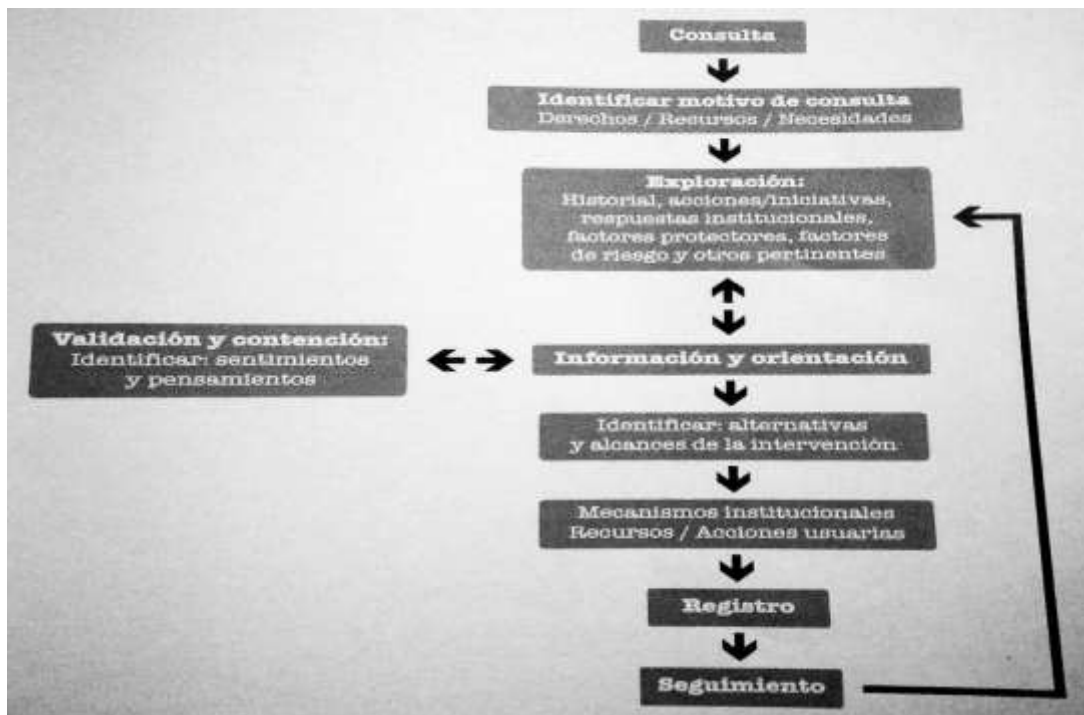 Consulta
Identificar motivo de consulta
Derechos / Recursos / Necesidades
Exploración:
Historial, acciones/iniciativas,
respuestas institucionales,
factores protectores, factores
de riesgo y otros pertinentes
Validación y contención:
Identificar: sentimientos
y pensamientos
Información y orientación
Identificar: alternativas
y alcances de la intervención
Mecanismos institucionales
Recursos / Acciones usuarias
Registro
Seguimiento